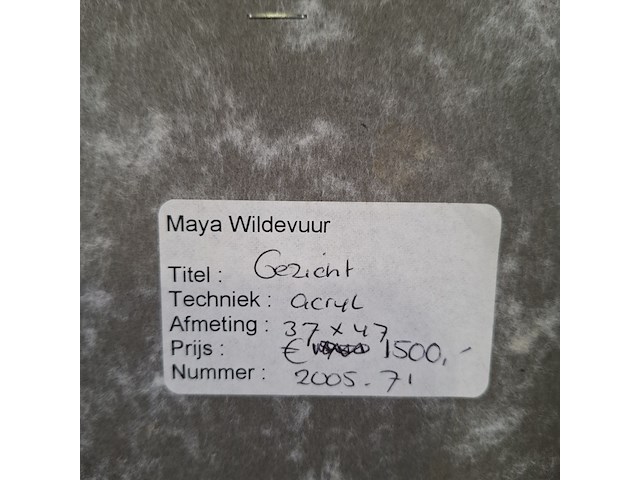 Maya Wildevuur
Titel : Gezicht
Techniek : acryl
Afmeting : 37 x 47
Prijs : € 1500,-
Nummer : 2005.71